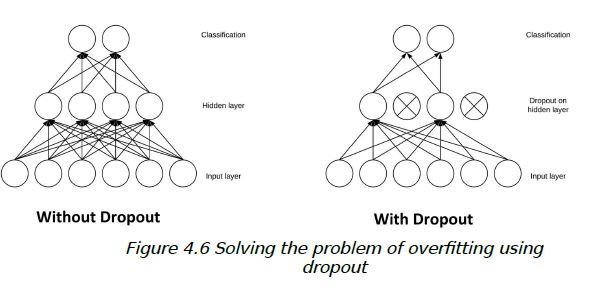 Classification
Hidden layer
Input layer
Without Dropout
Classification
Dropout on
hidden layer
Input layer
With Dropout
Figure 4.6 Solving the problem of overfitting using
dropout